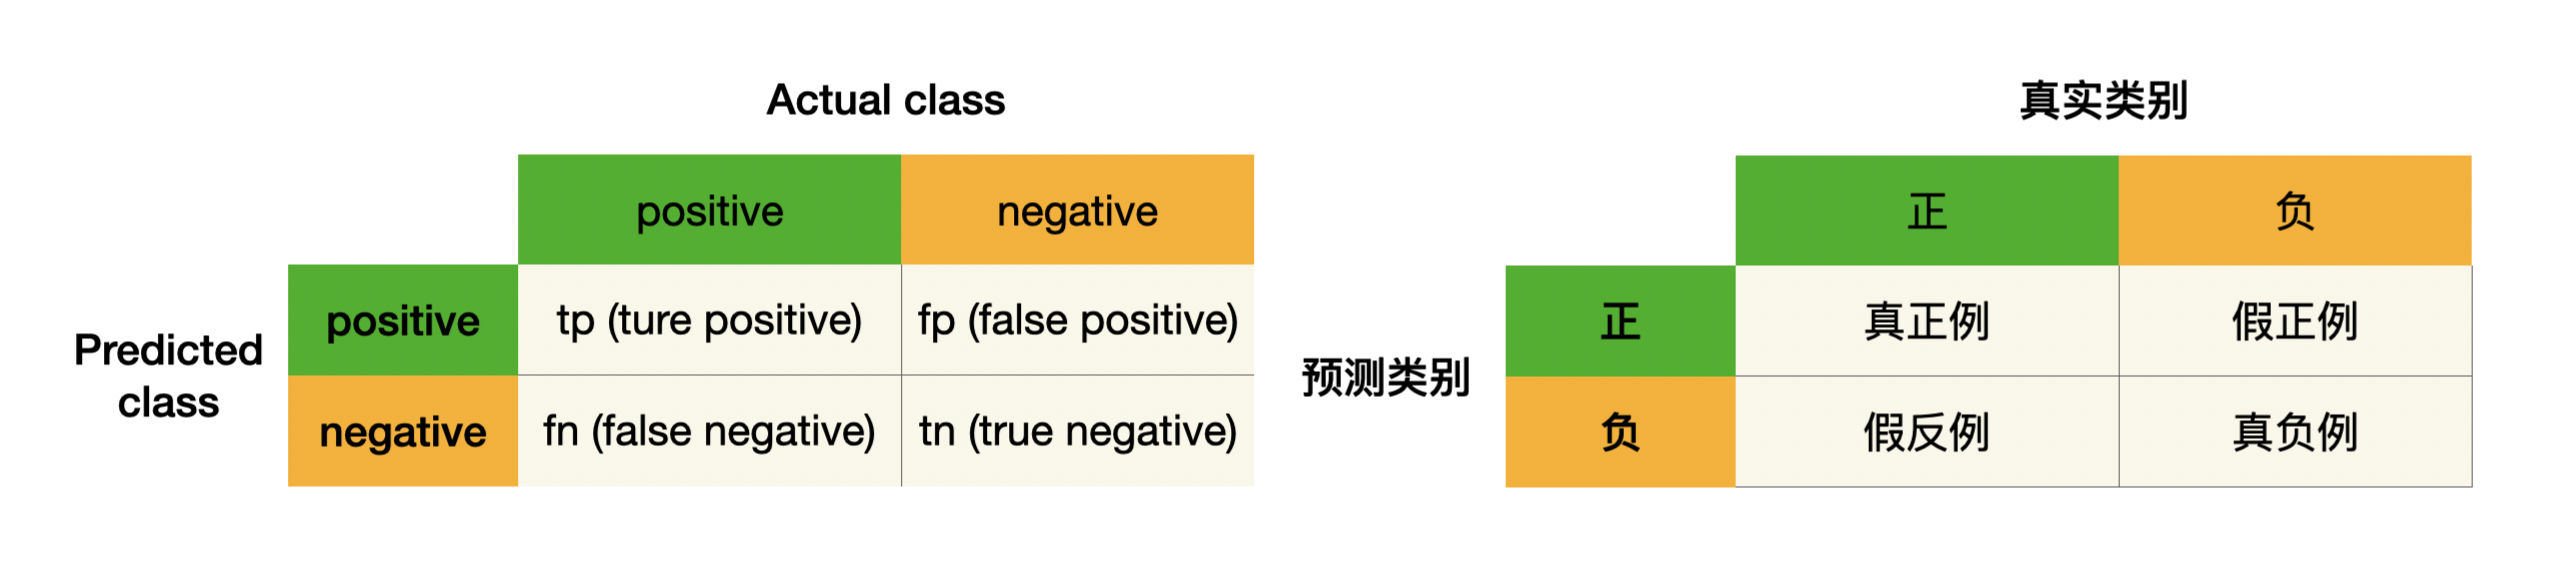 Actual class
positive negative
positive tp (ture positive) fp (false positive)
Predicted
class
negative fn (false negative) tn (true negative)
真实类别
正 负
正 真正例 假正例
预测类别
负 假反例 真负例